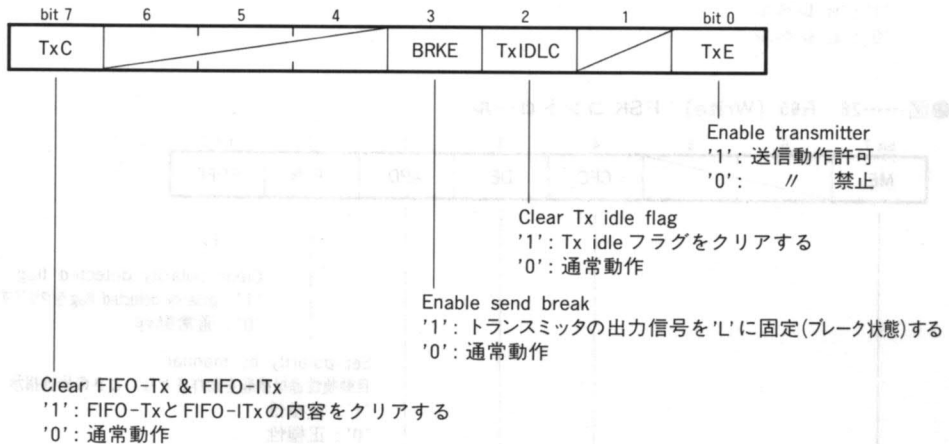 bit 7 6 5 4 3 2 1 bit 0
TxC BRKE TxIDLC TxE
Enable transmitter
'1': 送信動作許可
'0': 〃 禁止
Clear Tx idle flag
'1': Tx idle フラグをクリアする
'0': 通常動作
Enable send break
'1': トランスミッタの出力信号を'L'に固定(ブレーク状態)する
'0': 通常動作
Clear FIFO-Tx & FIFO-ITx
'1': FIFO-TxとFIFO-ITxの内容をクリアする
'0': 通常動作